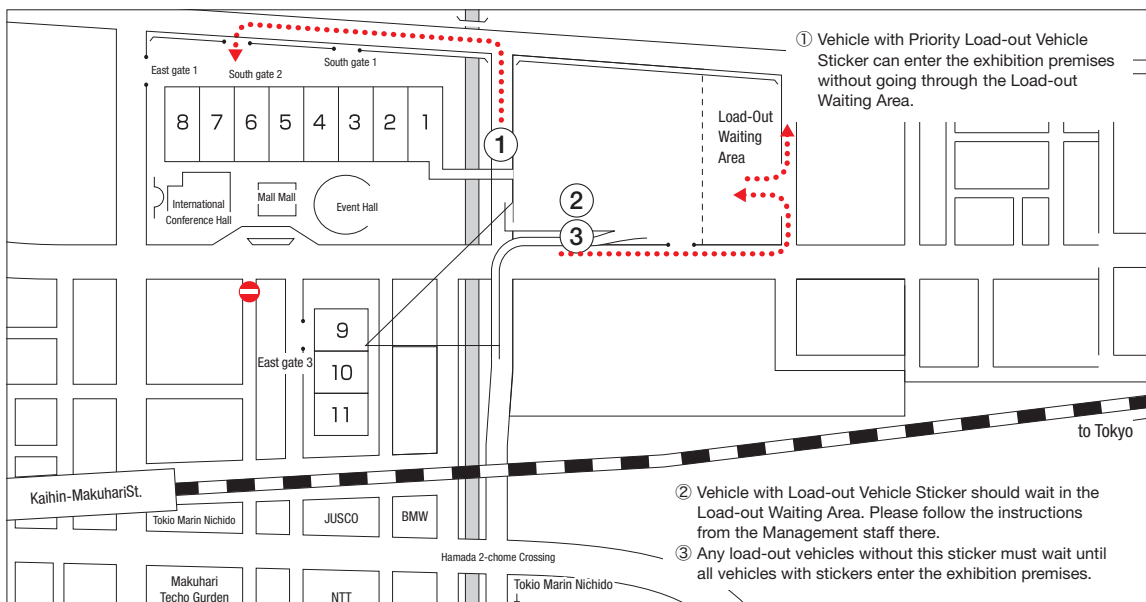 ① Vehicle with Priority Load-out Vehicle
Sticker can enter the exhibition premises
without going through the Load-out
Waiting Area.
East gate 1
South gate 2
South gate 1
8 7 6 5 4 3 2 1
1
Load-Out
Waiting
Area
International
Conference Hall
Mall Mall
Event Hall
2
3
East gate 3
9
10
11
to Tokyo
Kaihin-MakuhariSt.
Tokio Marin Nichido
JUSCO
BMW
② Vehicle with Load-out Vehicle Sticker should wait in the
Load-out Waiting Area. Please follow the instructions
from the Management staff there.
③ Any load-out vehicles without this sticker must wait until
all vehicles with stickers enter the exhibition premises.
Hamada 2-chome Crossing
Makuhari
Techo Gurden
NTT
Tokio Marin Nichido